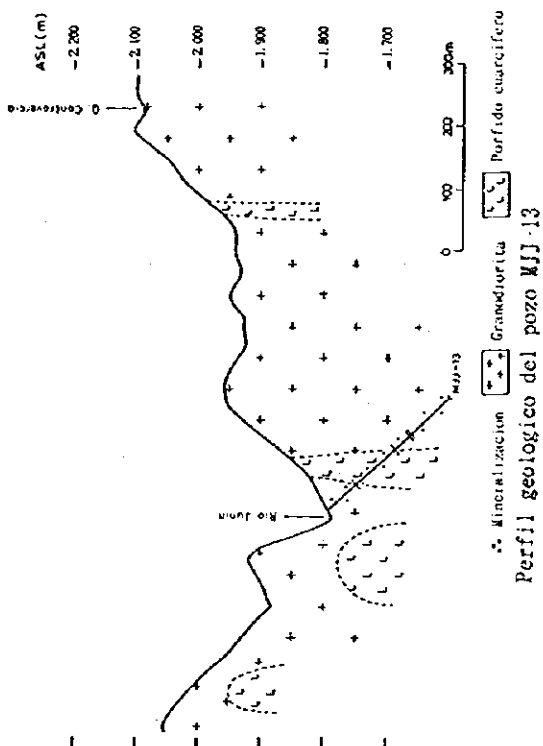 ASL(m)
-2.200
-2.100
-2.000
-1.900
-1.800
-1.700
Q. Controversia
Rio Junin
MJJ-13
0 100 200 300m
Mineralizacion Granodiorita Porfido cuarcifero
Perfil geologico del pozo MJJ-13